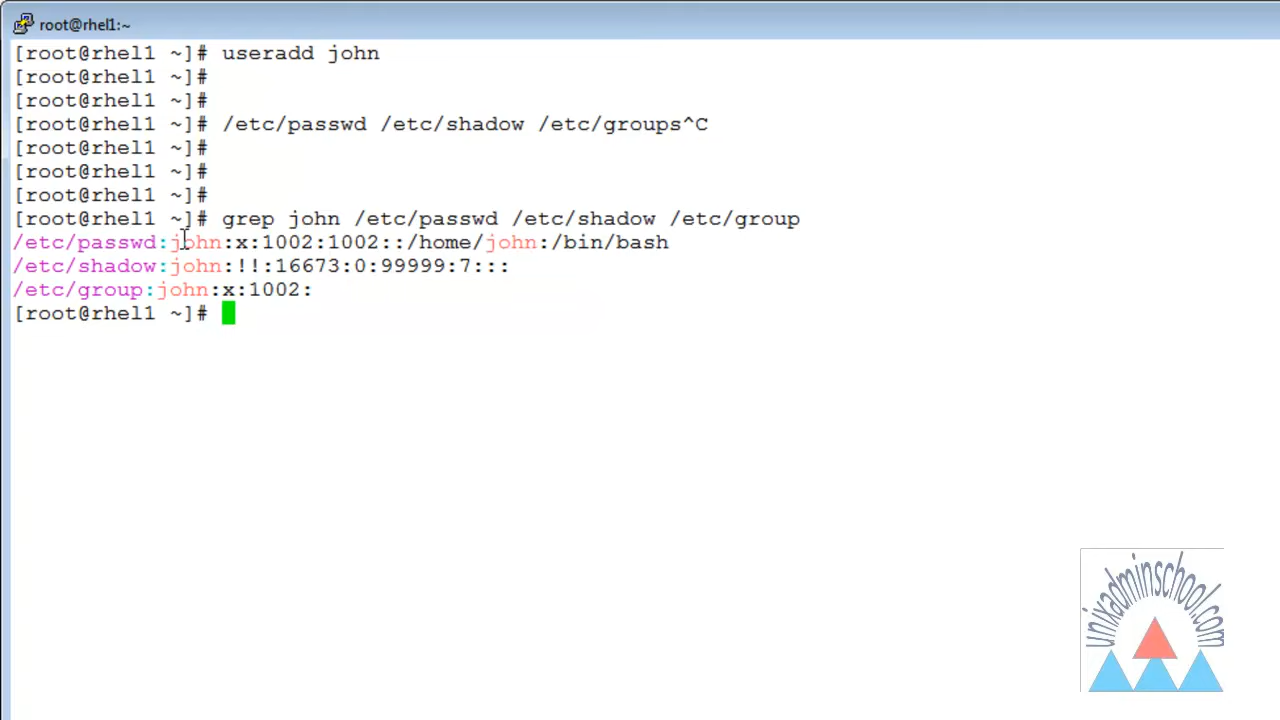 root@rhel1:~
[root@rhel1 ~]# useradd john
[root@rhel1 ~]#
[root@rhel1 ~]#
[root@rhel1 ~]# /etc/passwd /etc/shadow /etc/groups^C
[root@rhel1 ~]#
[root@rhel1 ~]#
[root@rhel1 ~]#
[root@rhel1 ~]# grep john /etc/passwd /etc/shadow /etc/group
/etc/passwd:john:x:1002:1002::/home/john:/bin/bash
/etc/shadow:john:!!:16673:0:99999:7:::
/etc/group:john:x:1002:
[root@rhel1 ~]#
unixadminschool.com